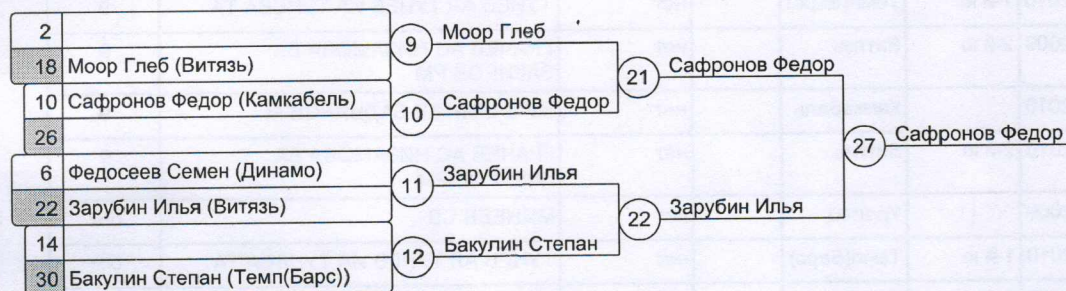 2
18 Моор Глеб (Витязь)
10 Сафронов Федор (Камкабель)
26
6 Федосеев Семен (Динамо)
22 Зарубин Илья (Витязь)
14
30 Бакулин Степан (Темп(Барс))
9 Моор Глеб
10 Сафронов Федор
11 Зарубин Илья
12 Бакулин Степан
21 Сафронов Федор
22 Зарубин Илья
27 Сафронов Федор